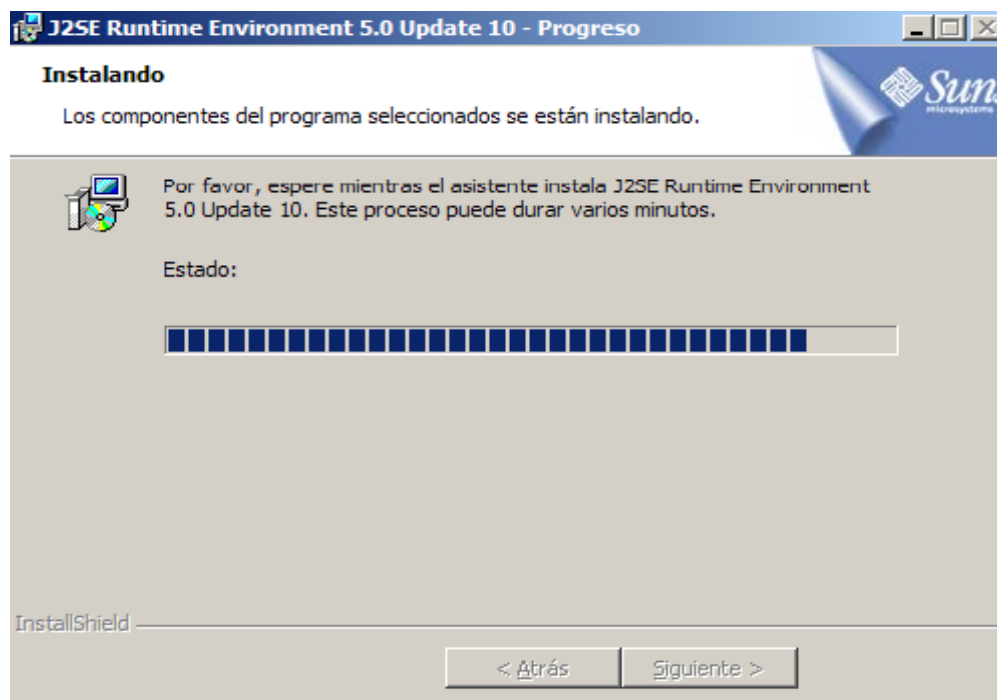 J2SE Runtime Environment 5.0 Update 10 - Progreso
Instalando
Los componentes del programa seleccionados se están instalando.
Sun
microsystems
Por favor, espere mientras el asistente instala J2SE Runtime Environment
5.0 Update 10. Este proceso puede durar varios minutos.
Estado:
InstallShield
< Atrás
Siguiente >